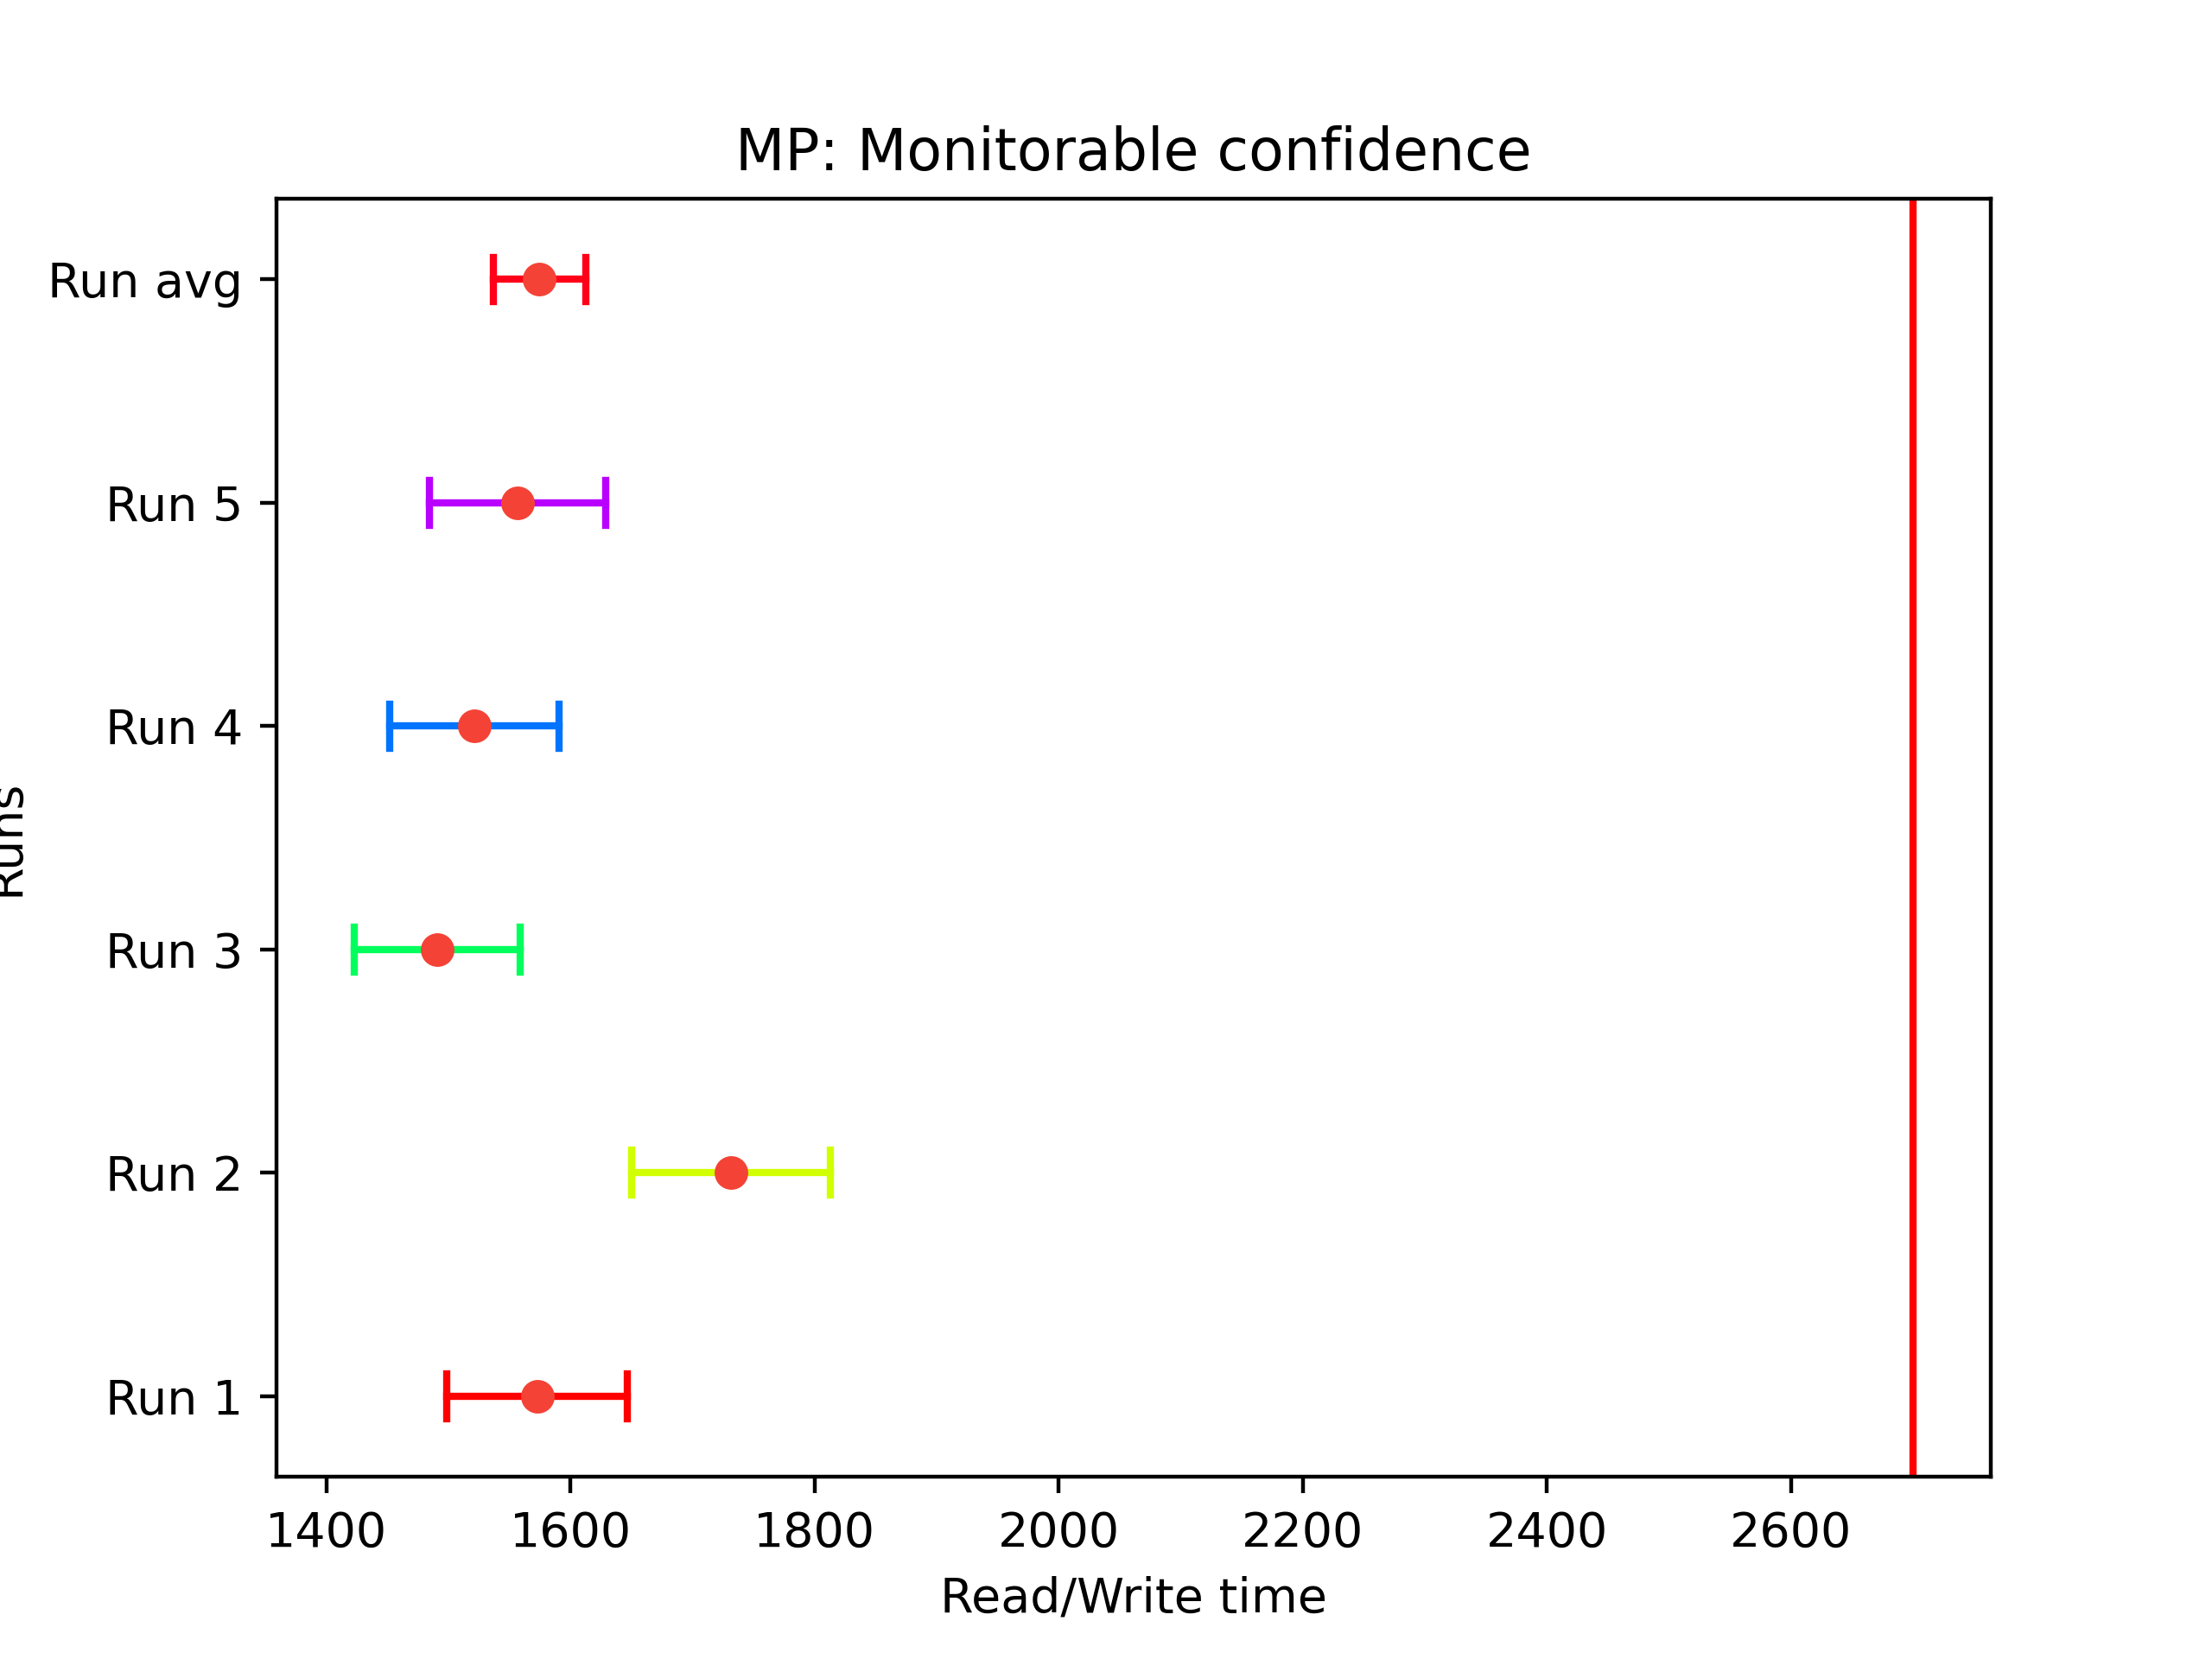 MP: Monitorable confidence
Run avg
Run 5
Run 4
Runs
Run 3
Run 2
Run 1
1400 1600 1800 2000 2200 2400 2600
Read/Write time